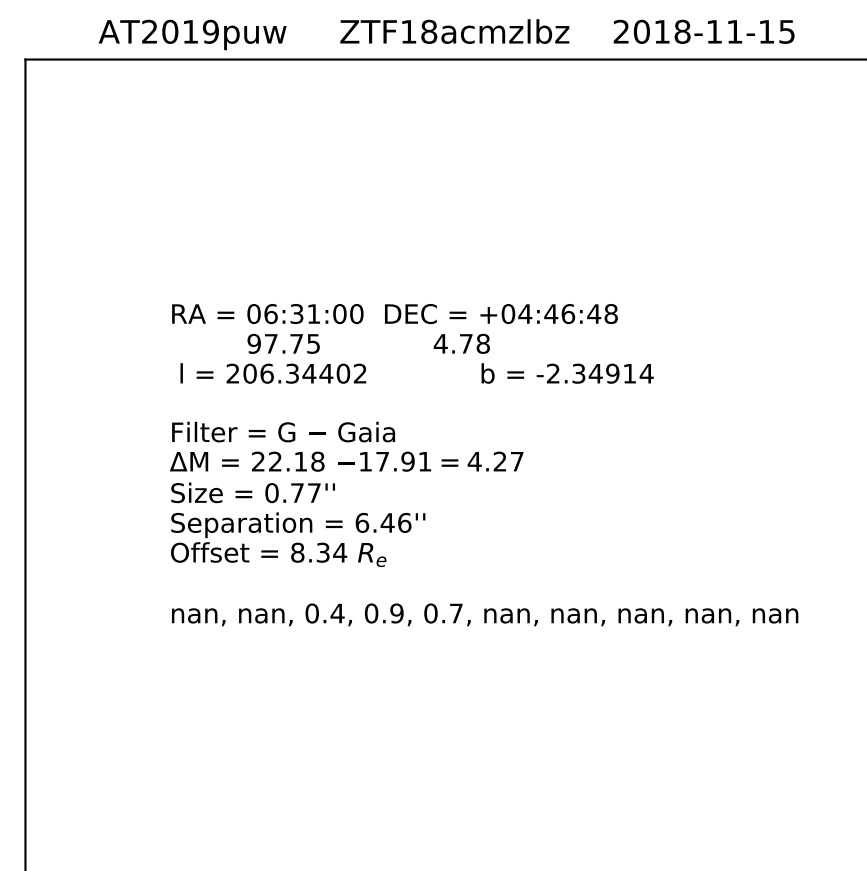 AT2019puw ZTF18acmzlbz 2018-11-15
RA = 06:31:00 DEC = +04:46:48
97.75 4.78
l = 206.34402 b = -2.34914
Filter = G − Gaia
ΔM = 22.18 −17.91 = 4.27
Size = 0.77''
Separation = 6.46''
Offset = 8.34 Re
nan, nan, 0.4, 0.9, 0.7, nan, nan, nan, nan, nan